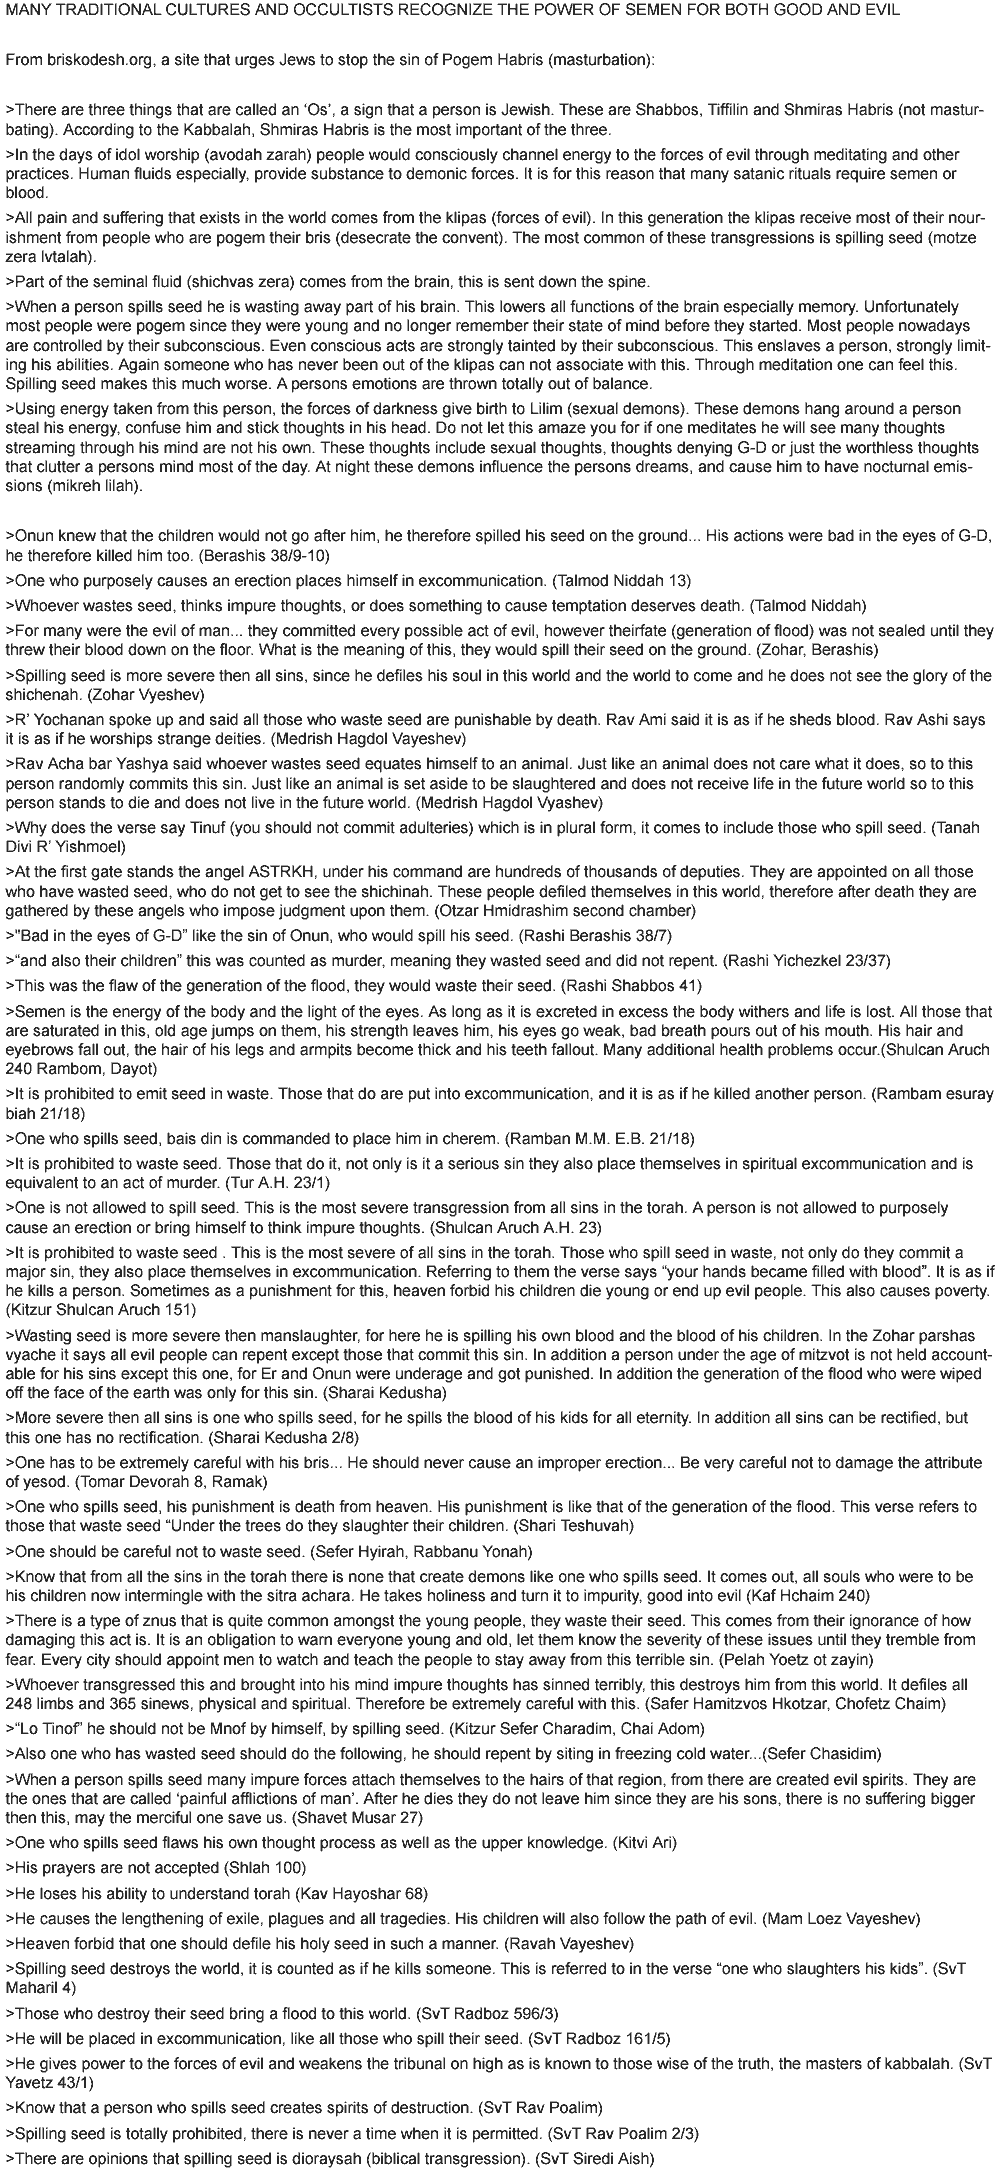 MANY TRADITIONAL CULTURES AND OCCULTISTS RECOGNIZE THE POWER OF SEMEN FOR BOTH GOOD AND EVIL
From briskodesh.org, a site that urges Jews to stop the sin of Pogem Habris (masturbation):
>There are three things that are called an ‘Os’, a sign that a person is Jewish. These are Shabbos, Tiffilin and Shmiras Habris (not mastur-
bating). According to the Kabbalah, Shmiras Habris is the most important of the three.
>In the days of idol worship (avodah zarah) people would consciously channel energy to the forces of evil through meditating and other
practices. Human fluids especially, provide substance to demonic forces. It is for this reason that many satanic rituals require semen or
blood.
>All pain and suffering that exists in the world comes from the klipas (forces of evil). In this generation the klipas receive most of their nour-
ishment from people who are pogem their bris (desecrate the convent). The most common of these transgressions is spilling seed (motze
zera lvtalah).
>Part of the seminal fluid (shichvas zera) comes from the brain, this is sent down the spine.
>When a person spills seed he is wasting away part of his brain. This lowers all functions of the brain especially memory. Unfortunately
most people were pogem since they were young and no longer remember their state of mind before they started. Most people nowadays
are controlled by their subconscious. Even conscious acts are strongly tainted by their subconscious. This enslaves a person, strongly limit-
ing his abilities. Again someone who has never been out of the klipas can not associate with this. Through meditation one can feel this.
Spilling seed makes this much worse. A persons emotions are thrown totally out of balance.
>Using energy taken from this person, the forces of darkness give birth to Lilim (sexual demons). These demons hang around a person
steal his energy, confuse him and stick thoughts in his head. Do not let this amaze you for if one meditates he will see many thoughts
streaming through his mind are not his own. These thoughts include sexual thoughts, thoughts denying G-D or just the worthless thoughts
that clutter a persons mind most of the day. At night these demons influence the persons dreams, and cause him to have nocturnal emis-
sions (mikreh lilah).
>Onun knew that the children would not go after him, he therefore spilled his seed on the ground... His actions were bad in the eyes of G-D,
he therefore killed him too. (Berashis 38/9-10)
>One who purposely causes an erection places himself in excommunication. (Talmod Niddah 13)
>Whoever wastes seed, thinks impure thoughts, or does something to cause temptation deserves death. (Talmod Niddah)
>For many were the evil of man... they committed every possible act of evil, however theirfate (generation of flood) was not sealed until they
threw their blood down on the floor. What is the meaning of this, they would spill their seed on the ground. (Zohar, Berashis)
>Spilling seed is more severe then all sins, since he defiles his soul in this world and the world to come and he does not see the glory of the
shichenah. (Zohar Vyeshev)
>R’ Yochanan spoke up and said all those who waste seed are punishable by death. Rav Ami said it is as if he sheds blood. Rav Ashi says
it is as if he worships strange deities. (Medrish Hagdol Vayeshev)
>Rav Acha bar Yashya said whoever wastes seed equates himself to an animal. Just like an animal does not care what it does, so to this
person randomly commits this sin. Just like an animal is set aside to be slaughtered and does not receive life in the future world so to this
person stands to die and does not live in the future world. (Medrish Hagdol Vyashev)
>Why does the verse say Tinuf (you should not commit adulteries) which is in plural form, it comes to include those who spill seed. (Tanah
Divi R’ Yishmoel)
>At the first gate stands the angel ASTRKH, under his command are hundreds of thousands of deputies. They are appointed on all those
who have wasted seed, who do not get to see the shichinah. These people defiled themselves in this world, therefore after death they are
gathered by these angels who impose judgment upon them. (Otzar Hmidrashim second chamber)
>"Bad in the eyes of G-D” like the sin of Onun, who would spill his seed. (Rashi Berashis 38/7)
>“and also their children” this was counted as murder, meaning they wasted seed and did not repent. (Rashi Yichezkel 23/37)
>This was the flaw of the generation of the flood, they would waste their seed. (Rashi Shabbos 41)
>Semen is the energy of the body and the light of the eyes. As long as it is excreted in excess the body withers and life is lost. All those that
are saturated in this, old age jumps on them, his strength leaves him, his eyes go weak, bad breath pours out of his mouth. His hair and
eyebrows fall out, the hair of his legs and armpits become thick and his teeth fallout. Many additional health problems occur.(Shulcan Aruch
240 Rambom, Dayot)
>It is prohibited to emit seed in waste. Those that do are put into excommunication, and it is as if he killed another person. (Rambam esuray
biah 21/18)
>One who spills seed, bais din is commanded to place him in cherem. (Ramban M.M. E.B. 21/18)
>It is prohibited to waste seed. Those that do it, not only is it a serious sin they also place themselves in spiritual excommunication and is
equivalent to an act of murder. (Tur A.H. 23/1)
>One is not allowed to spill seed. This is the most severe transgression from all sins in the torah. A person is not allowed to purposely
cause an erection or bring himself to think impure thoughts. (Shulcan Aruch A.H. 23)
>It is prohibited to waste seed . This is the most severe of all sins in the torah. Those who spill seed in waste, not only do they commit a
major sin, they also place themselves in excommunication. Referring to them the verse says “your hands became filled with blood”. It is as if
he kills a person. Sometimes as a punishment for this, heaven forbid his children die young or end up evil people. This also causes poverty.
(Kitzur Shulcan Aruch 151)
>Wasting seed is more severe then manslaughter, for here he is spilling his own blood and the blood of his children. In the Zohar parshas
vyache it says all evil people can repent except those that commit this sin. In addition a person under the age of mitzvot is not held account-
able for his sins except this one, for Er and Onun were underage and got punished. In addition the generation of the flood who were wiped
off the face of the earth was only for this sin. (Sharai Kedusha)
>More severe then all sins is one who spills seed, for he spills the blood of his kids for all eternity. In addition all sins can be rectified, but
this one has no rectification. (Sharai Kedusha 2/8)
>One has to be extremely careful with his bris... He should never cause an improper erection... Be very careful not to damage the attribute
of yesod. (Tomar Devorah 8, Ramak)
>One who spills seed, his punishment is death from heaven. His punishment is like that of the generation of the flood. This verse refers to
those that waste seed “Under the trees do they slaughter their children. (Shari Teshuvah)
>One should be careful not to waste seed. (Sefer Hyirah, Rabbanu Yonah)
>Know that from all the sins in the torah there is none that create demons like one who spills seed. It comes out, all souls who were to be
his children now intermingle with the sitra achara. He takes holiness and turn it to impurity, good into evil (Kaf Hchaim 240)
>There is a type of znus that is quite common amongst the young people, they waste their seed. This comes from their ignorance of how
damaging this act is. It is an obligation to warn everyone young and old, let them know the severity of these issues until they tremble from
fear. Every city should appoint men to watch and teach the people to stay away from this terrible sin. (Pelah Yoetz ot zayin)
>Whoever transgressed this and brought into his mind impure thoughts has sinned terribly, this destroys him from this world. It defiles all
248 limbs and 365 sinews, physical and spiritual. Therefore be extremely careful with this. (Safer Hamitzvos Hkotzar, Chofetz Chaim)
>“Lo Tinof” he should not be Mnof by himself, by spilling seed. (Kitzur Sefer Charadim, Chai Adom)
>Also one who has wasted seed should do the following, he should repent by siting in freezing cold water...(Sefer Chasidim)
>When a person spills seed many impure forces attach themselves to the hairs of that region, from there are created evil spirits. They are
the ones that are called ‘painful afflictions of man’. After he dies they do not leave him since they are his sons, there is no suffering bigger
then this, may the merciful one save us. (Shavet Musar 27)
>One who spills seed flaws his own thought process as well as the upper knowledge. (Kitvi Ari)
>His prayers are not accepted (Shlah 100)
>He loses his ability to understand torah (Kav Hayoshar 68)
>He causes the lengthening of exile, plagues and all tragedies. His children will also follow the path of evil. (Mam Loez Vayeshev)
>Heaven forbid that one should defile his holy seed in such a manner. (Ravah Vayeshev)
>Spilling seed destroys the world, it is counted as if he kills someone. This is referred to in the verse “one who slaughters his kids”. (SvT
Maharil 4)
>Those who destroy their seed bring a flood to this world. (SvT Radboz 596/3)
>He will be placed in excommunication, like all those who spill their seed. (SvT Radboz 161/5)
>He gives power to the forces of evil and weakens the tribunal on high as is known to those wise of the truth, the masters of kabbalah. (SvT
Yavetz 43/1)
>Know that a person who spills seed creates spirits of destruction. (SvT Rav Poalim)
>Spilling seed is totally prohibited, there is never a time when it is permitted. (SvT Rav Poalim 2/3)
>There are opinions that spilling seed is dioraysah (biblical transgression). (SvT Siredi Aish)